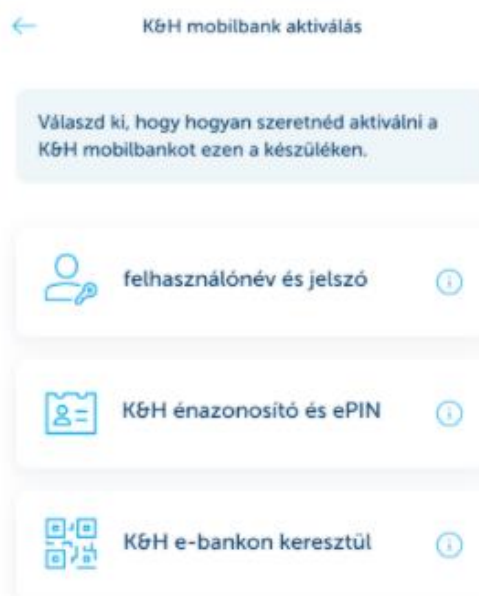 K&H mobilbank aktiválás
Válaszd ki, hogy hogyan szeretnéd aktiválni a
K&H mobilbankot ezen a készüléken.
felhasználónév és jelszó
K&H énazonosító és ePIN
K&H e-bankon keresztül